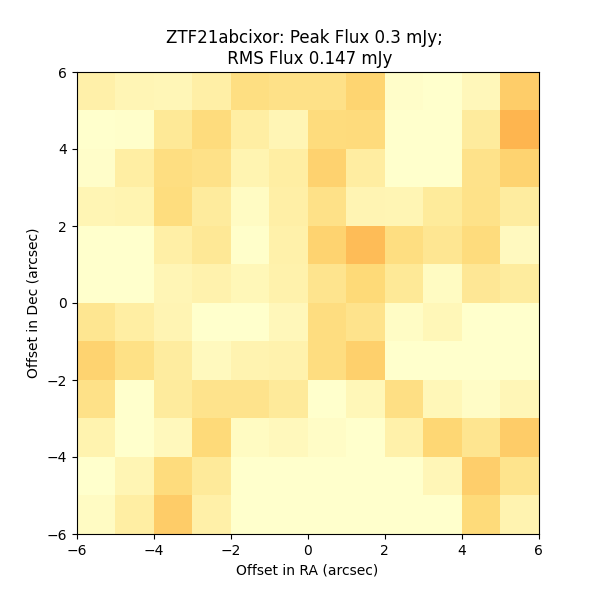 ZTF21abcixor: Peak Flux 0.3 mJy;
RMS Flux 0.147 mJy
6
4
2
0
−2
−4
−6
Offset in Dec (arcsec)
−6 −4 −2 0 2 4 6
Offset in RA (arcsec)